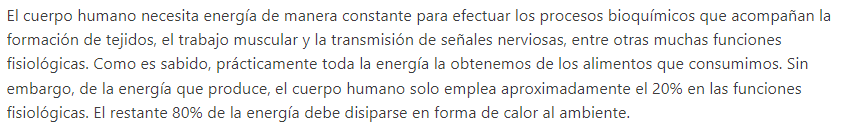 El cuerpo humano necesita energía de manera constante para efectuar los procesos bioquímicos que acompañan la
formación de tejidos, el trabajo muscular y la transmisión de señales nerviosas, entre otras muchas funciones
fisiológicas. Como es sabido, prácticamente toda la energía la obtenemos de los alimentos que consumimos. Sin
embargo, de la energía que produce, el cuerpo humano solo emplea aproximadamente el 20% en las funciones
fisiológicas. El restante 80% de la energía debe disiparse en forma de calor al ambiente.